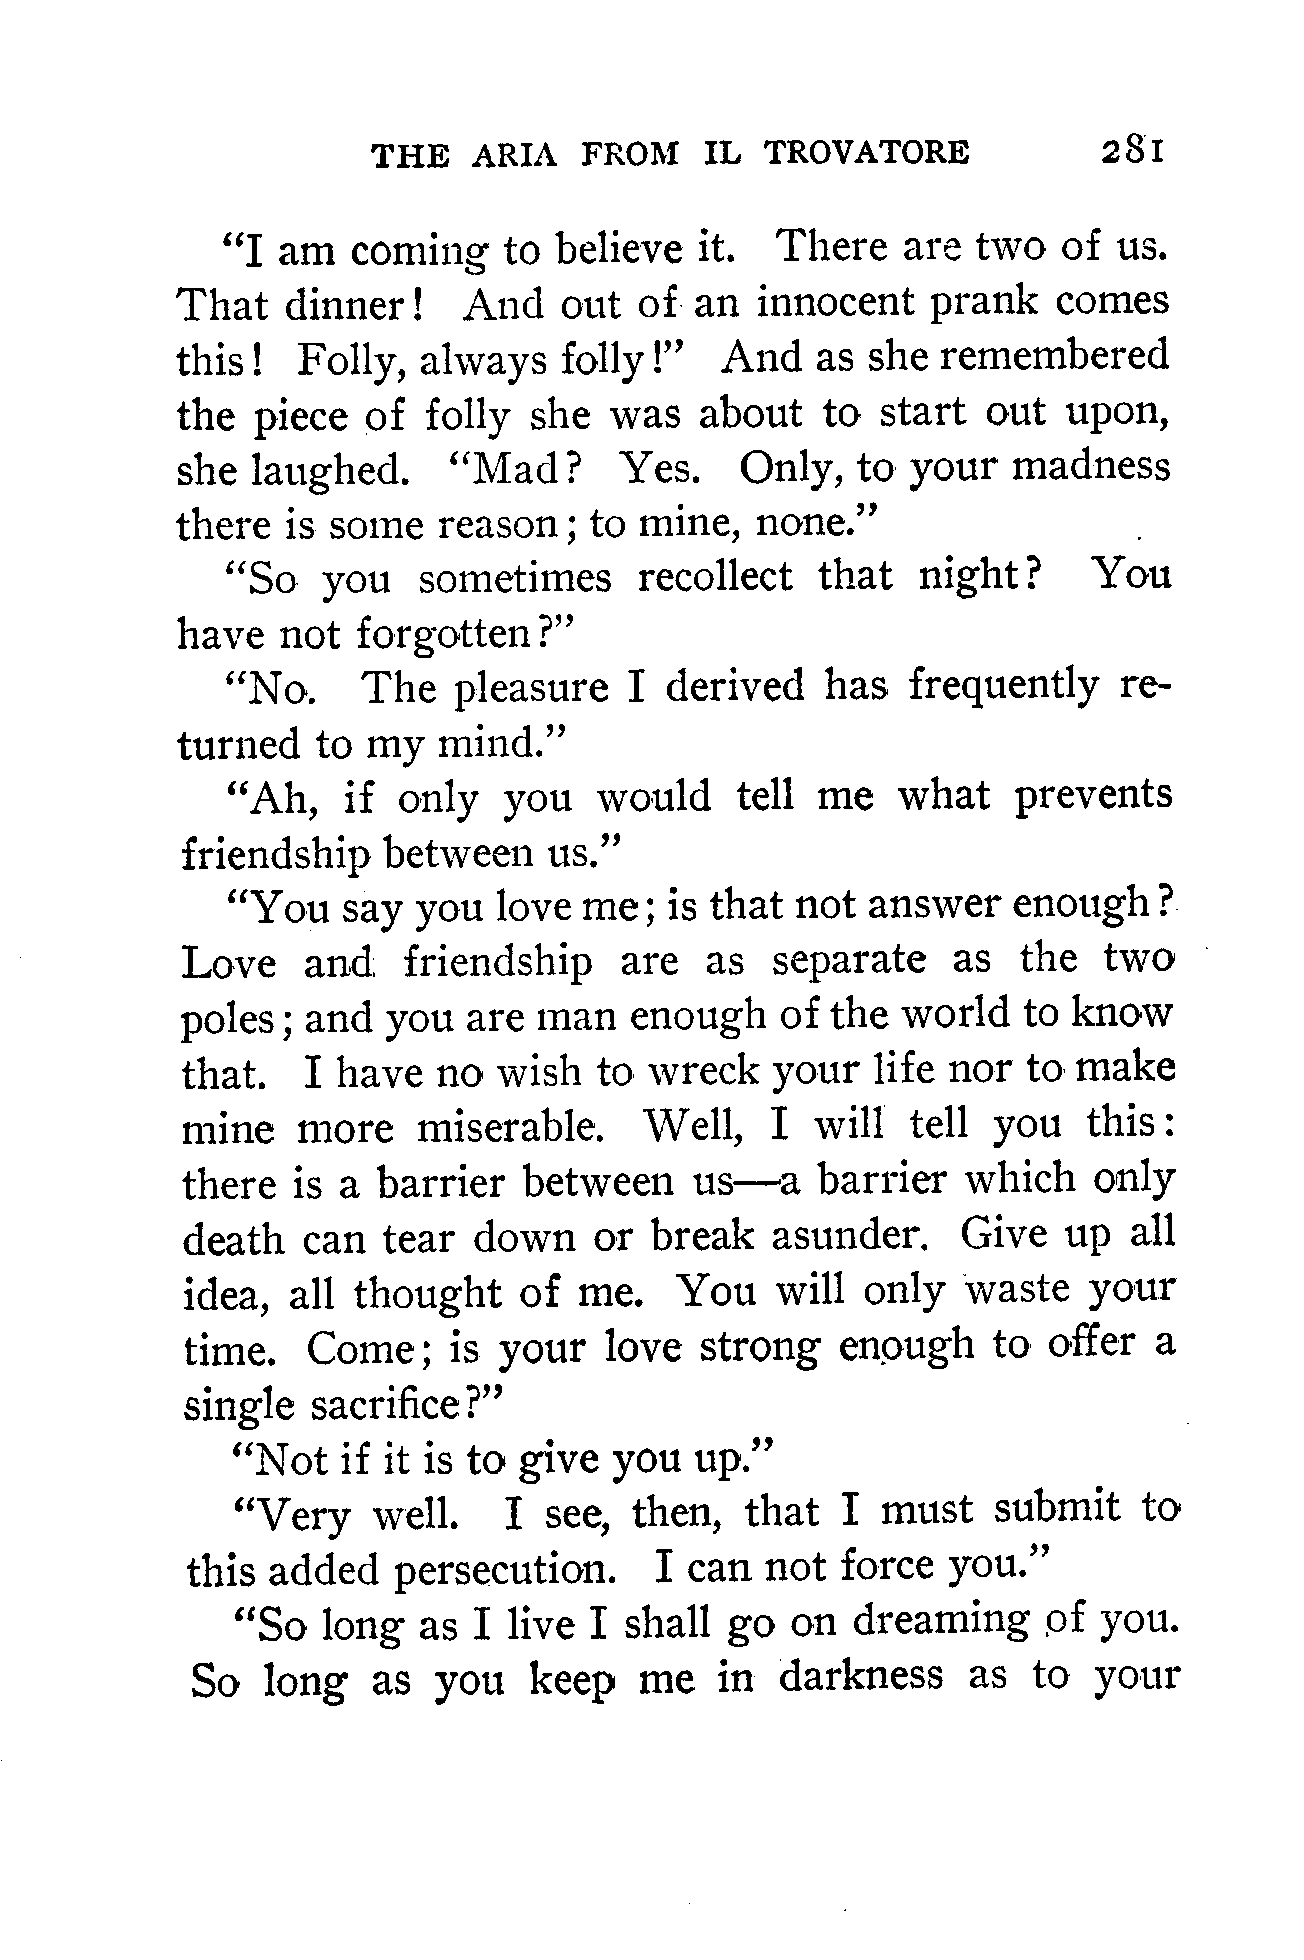 THE ARIA FROM IL TROVATORE 281
“I am coming to believe it. There are two of us.
That dinner! And out of an innocent prank comes
this! Folly, always folly!” And as she remembered
the piece of folly she was about to start out upon,
she laughed. “Mad? Yes. Only, to your madness
there is some reason; to mine, none.”
“So you sometimes recollect that night? You
have not forgotten?”
“No. The pleasure I derived has frequently re-
turned to my mind.”
“Ah, if only you would tell me what prevents
friendship between us.”
“You say you love me; is that not answer enough?
Love and friendship are as separate as the two
poles; and you are man enough of the world to know
that. I have no wish to wreck your life nor to make
mine more miserable. Well, I will tell you this:
there is a barrier between us—a barrier which only
death can tear down or break asunder. Give up all
idea, all thought of me. You will only waste your
time. Come; is your love strong enough to offer a
single sacrifice?”
“Not if it is to give you up.”
“Very well. I see, then, that I must submit to
this added persecution. I can not force you.”
“So long as I live I shall go on dreaming of you.
So long as you keep me in darkness as to your